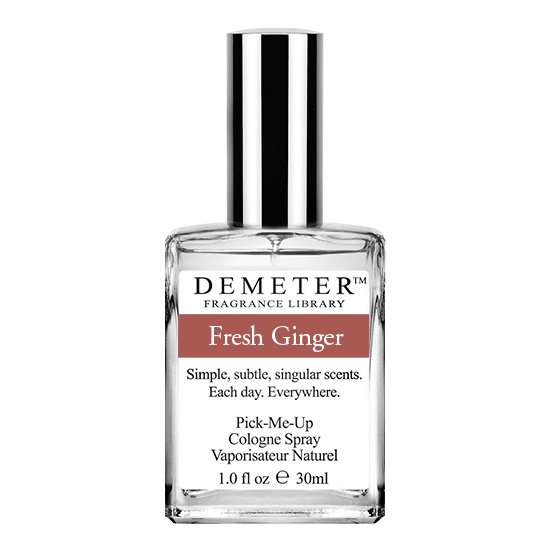 DEMETER™
FRAGRANCE LIBRARY
Fresh Ginger
Simple, subtle, singular scents.
Each day. Everywhere.
Pick-Me-Up
Cologne Spray
Vaporisateur Naturel
1.0 fl oz ℮ 30ml